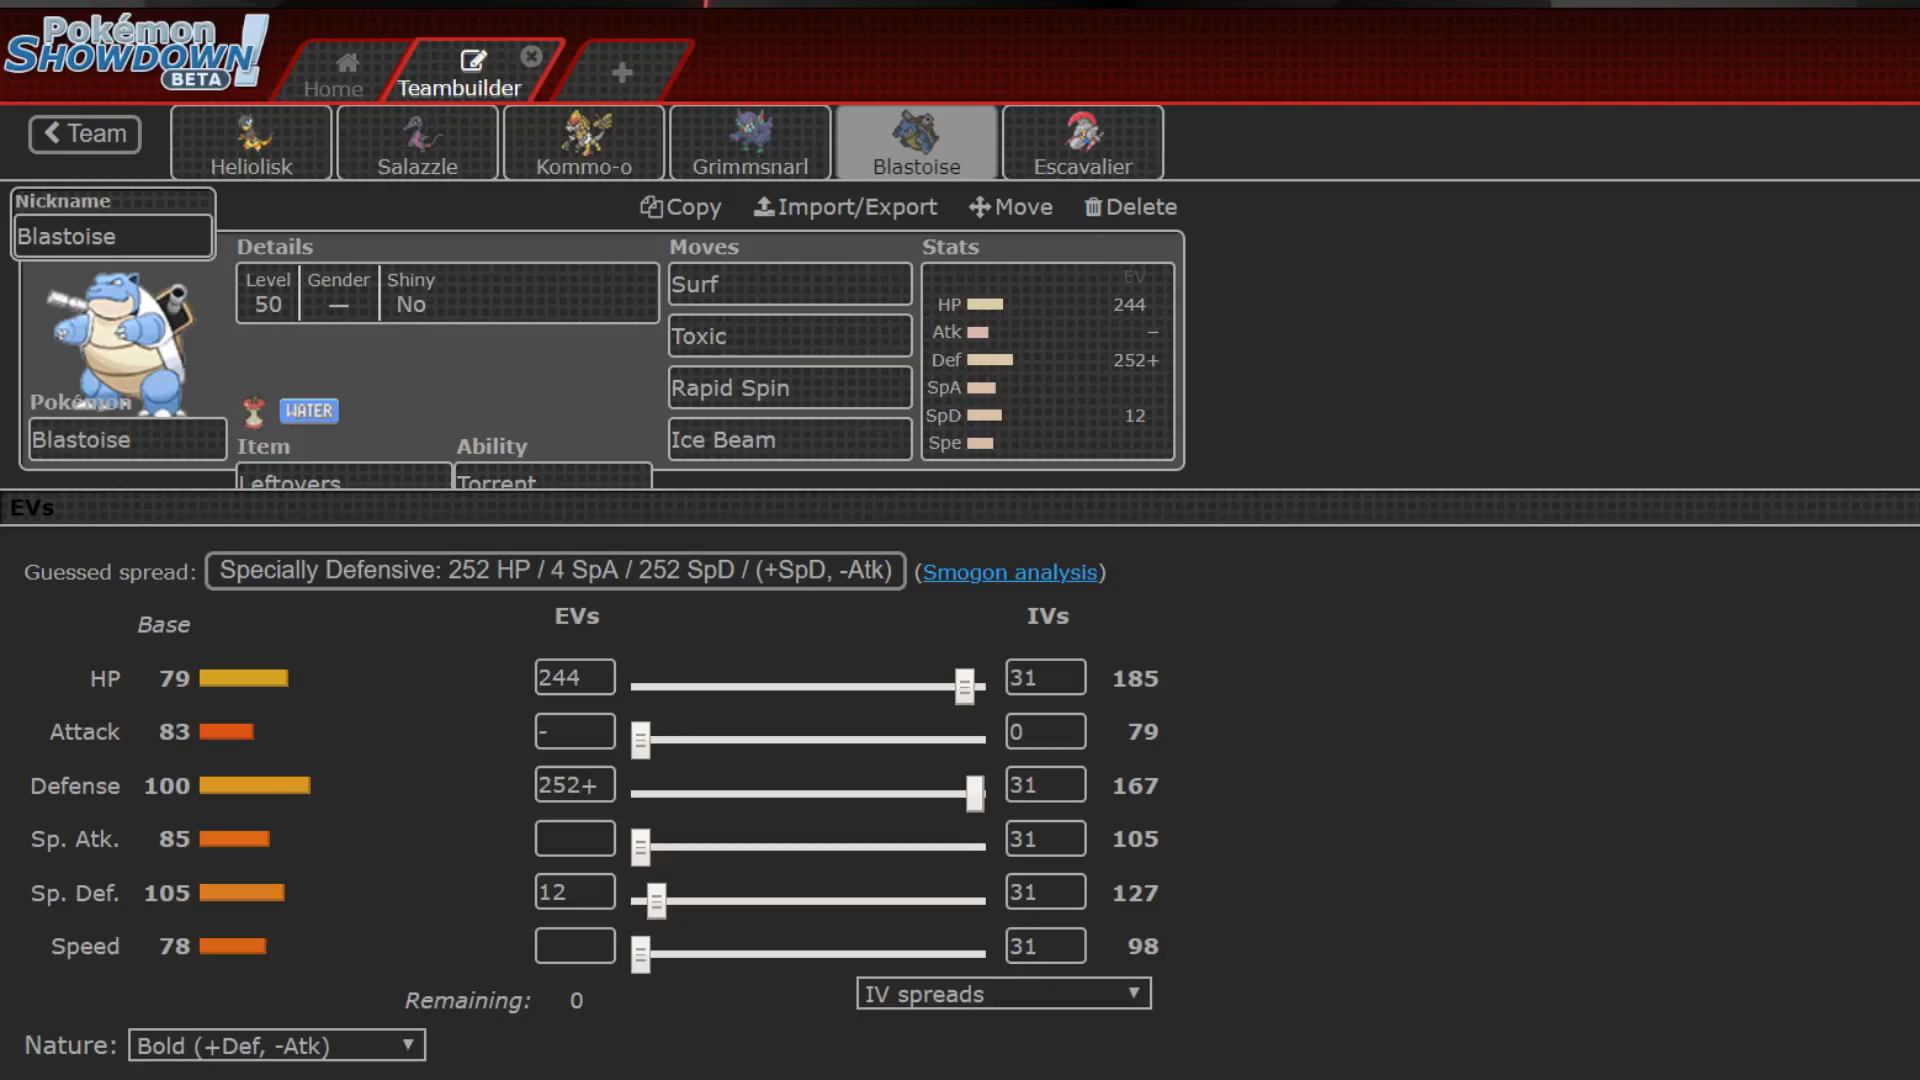 Pokémon
SHOWDOWN!
BETA
Home
Teambuilder
Team
Heliolisk
Salazzle
Kommo-o
Grimmsnarl
Blastoise
Escavalier
Nickname
Blastoise
Copy
Import/Export
Move
Delete
Details
Moves
Stats
Level
Gender
Shiny
50
—
No
Surf
Toxic
Rapid Spin
Ice Beam
EV
HP 244
Atk –
Def 252+
SpA
SpD 12
Spe
Pokémon
Blastoise
WATER
Item
Ability
Leftovers
Torrent
EVs
Guessed spread: Specially Defensive: 252 HP / 4 SpA / 252 SpD / (+SpD, -Atk) (Smogon analysis)
Base EVs IVs
HP 79 244 31 185
Attack 83 - 0 79
Defense 100 252+ 31 167
Sp. Atk. 85 31 105
Sp. Def. 105 12 31 127
Speed 78 31 98
Remaining: 0
IV spreads
Nature: Bold (+Def, -Atk)